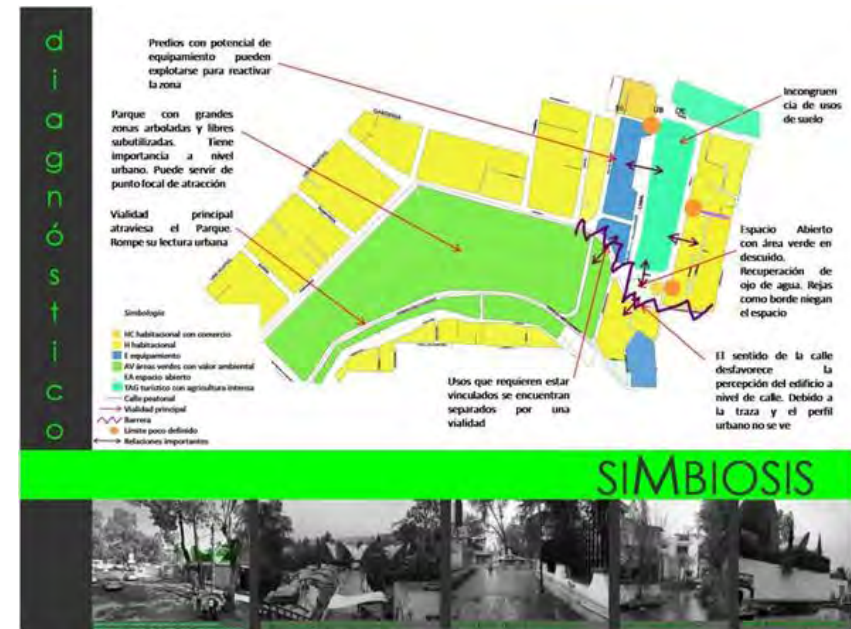 diagnóstico
Predios con potencial de
equipamiento pueden
explotarse para reactivar
la zona
Parque con grandes
zonas arboladas y libres
subutilizadas. Tiene
importancia a nivel
urbano. Puede servir de
punto focal de atracción
Vialidad principal
atraviesa el Parque.
Rompe su lectura urbana
Incongruen
cia de usos
de suelo
Espacio Abierto
con área verde en
descuido.
Recuperación de
ojo de agua. Rejas
como borde niegan
el espacio
El sentido de la calle
desfavorece la
percepción del edificio a
nivel de calle. Debido a
la traza y el perfil
urbano no se ve
Usos que requieren estar
vinculados se encuentran
separados por una
vialidad
Simbología
HC habitacional con comercio
H habitacional
E equipamiento
AV áreas verdes con valor ambiental
EA espacio abierto
TAG turístico con agricultura intensa
Calle peatonal
Vialidad principal
Barrera
Límite poco definido
Relaciones importantes
SIMBIOSIS